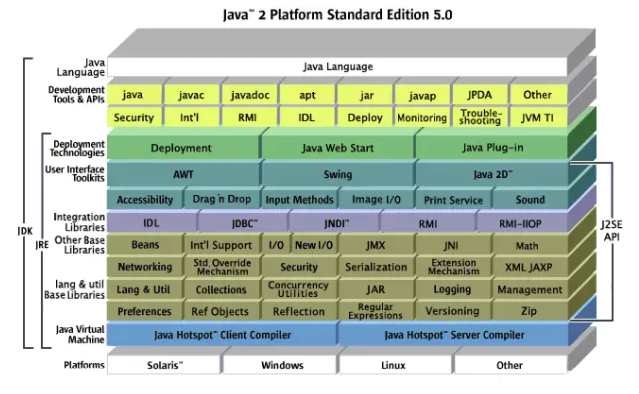 Java™ 2 Platform Standard Edition 5.0
Java Language
Java Language
Development Tools & APIs
java javac javadoc apt jar javap JPDA Other
Security Int'l RMI IDL Deploy Monitoring Trouble-shooting JVM TI
Deployment Technologies
Deployment Java Web Start Java Plug-in
User Interface Toolkits
AWT Swing Java 2D™
Accessibility Drag 'n Drop Input Methods Image I/O Print Service Sound
Integration Libraries
IDL JDBC™ JNDI™ RMI RMI-IIOP
Other Base Libraries
Beans Int'l Support I/O New I/O JMX JNI Math
Networking Std. Override Mechanism Security Serialization Extension Mechanism XML JAXP
lang & util Base Libraries
Lang & Util Collections Concurrency Utilities JAR Logging Management
Preferences Ref Objects Reflection Regular Expressions Versioning Zip
Java Virtual Machine
Java Hotspot™ Client Compiler Java Hotspot™ Server Compiler
Platforms
Solaris™ Windows Linux Other
JDK
JRE
J2SE API